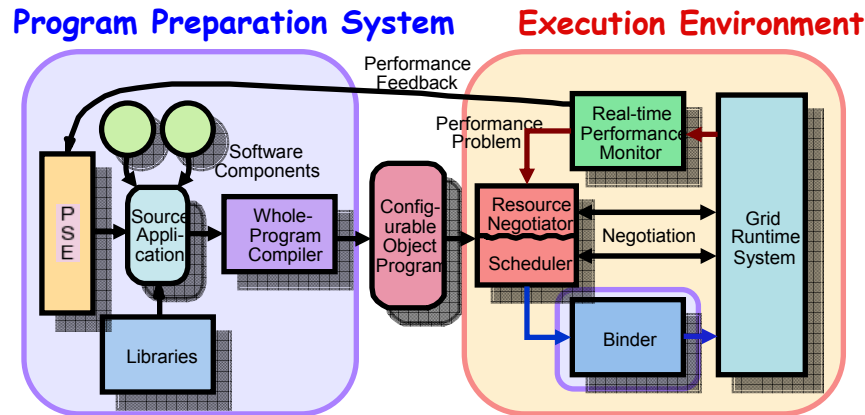 Program Preparation System
Execution Environment
Performance
Feedback
Real-time
Performance
Monitor
Performance
Problem
Software
Components
P
S
E
Source
Appli-
cation
Whole-
Program
Compiler
Config-
urable
Object
Program
Resource
Negotiator
Scheduler
Negotiation
Grid
Runtime
System
Libraries
Binder